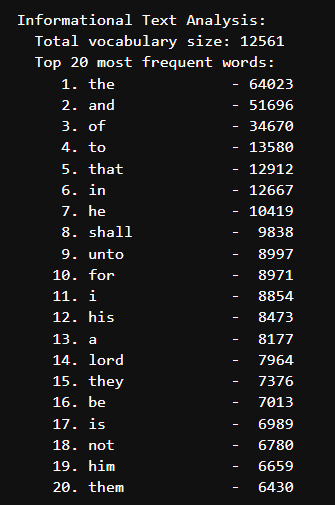 Informational Text Analysis:
Total vocabulary size: 12561
Top 20 most frequent words:
1. the - 64023
2. and - 51696
3. of - 34670
4. to - 13580
5. that - 12912
6. in - 12667
7. he - 10419
8. shall - 9838
9. unto - 8997
10. for - 8971
11. i - 8854
12. his - 8473
13. a - 8177
14. lord - 7964
15. they - 7376
16. be - 7013
17. is - 6989
18. not - 6780
19. him - 6659
20. them - 6430